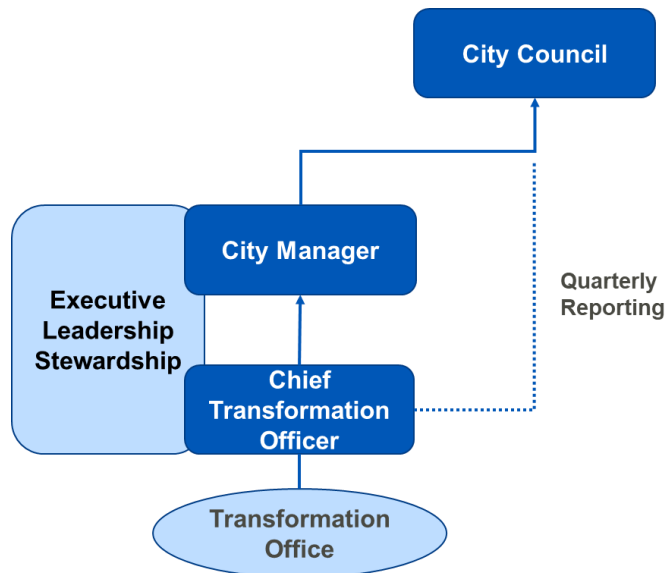 City Council
City Manager
Executive
Leadership
Stewardship
Quarterly
Reporting
Chief
Transformation
Officer
Transformation
Office